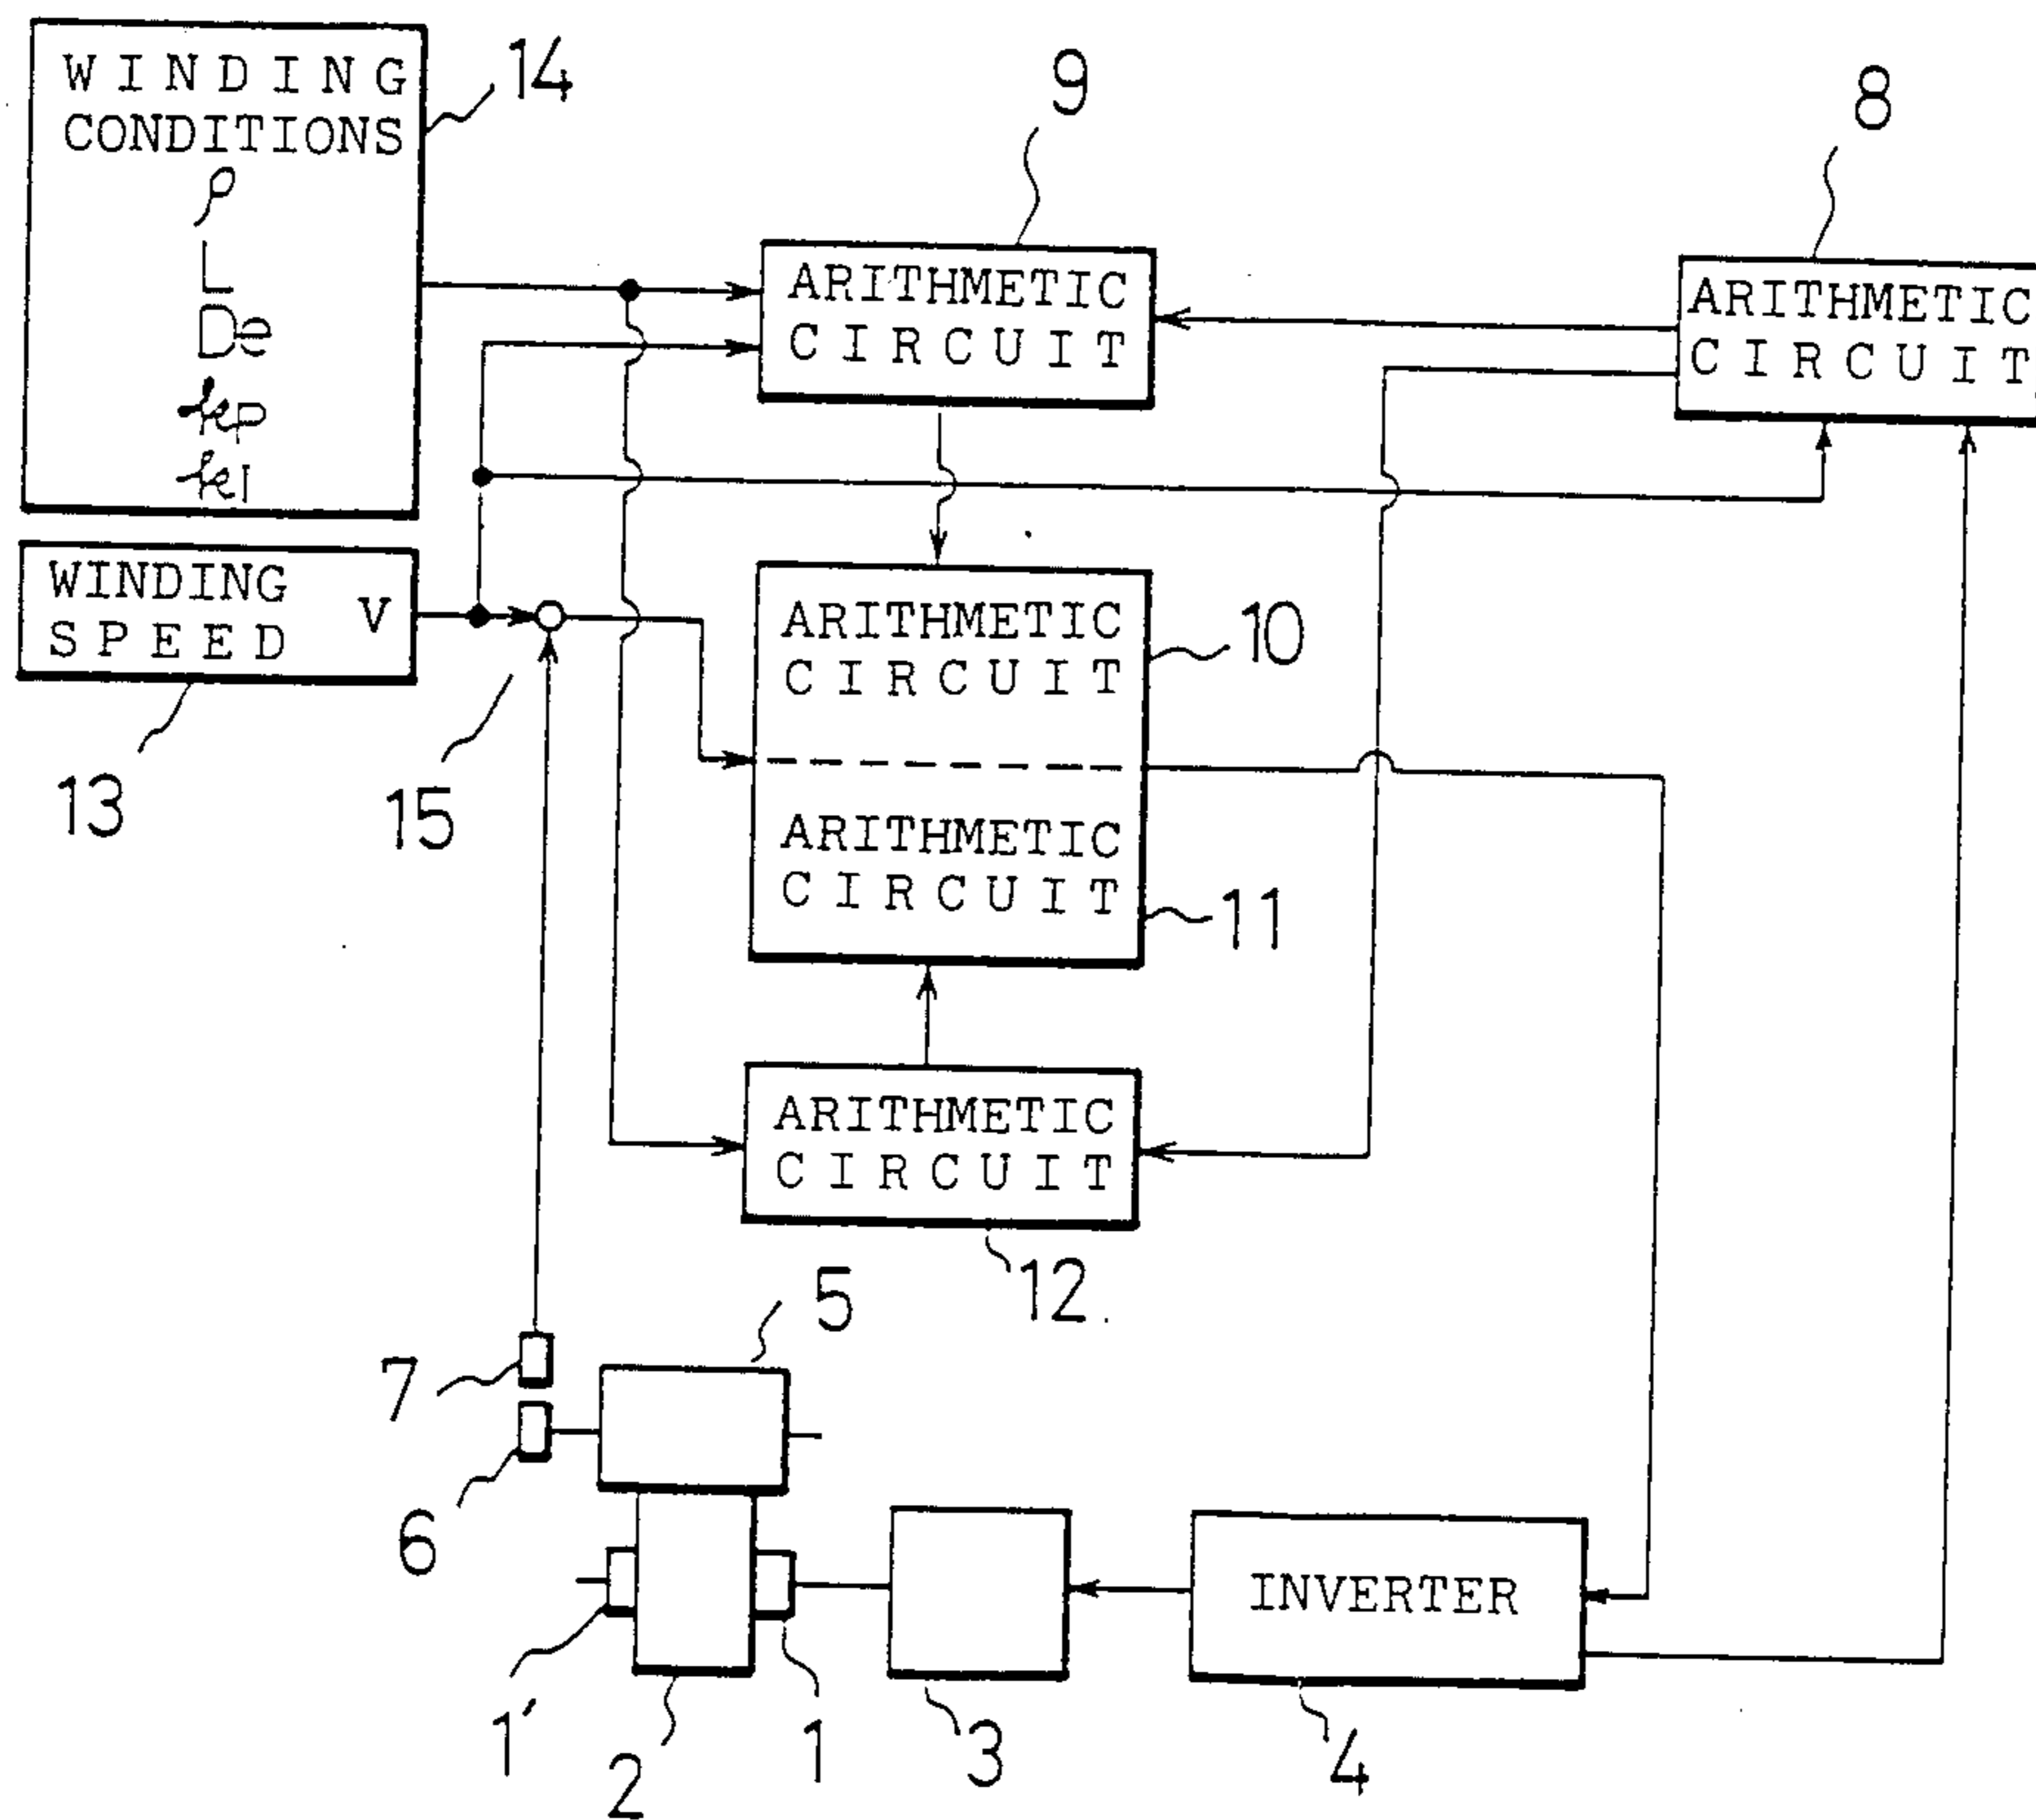 WINDING
CONDITIONS
ρ
L
De
kP
kI
14
9
8
ARITHMETIC
CIRCUIT
ARITHMETIC
CIRCUIT
WINDING
SPEED
V
13
15
ARITHMETIC
CIRCUIT
10
ARITHMETIC
CIRCUIT
11
ARITHMETIC
CIRCUIT
12
5
7
6
INVERTER
1'
2
1
3
4